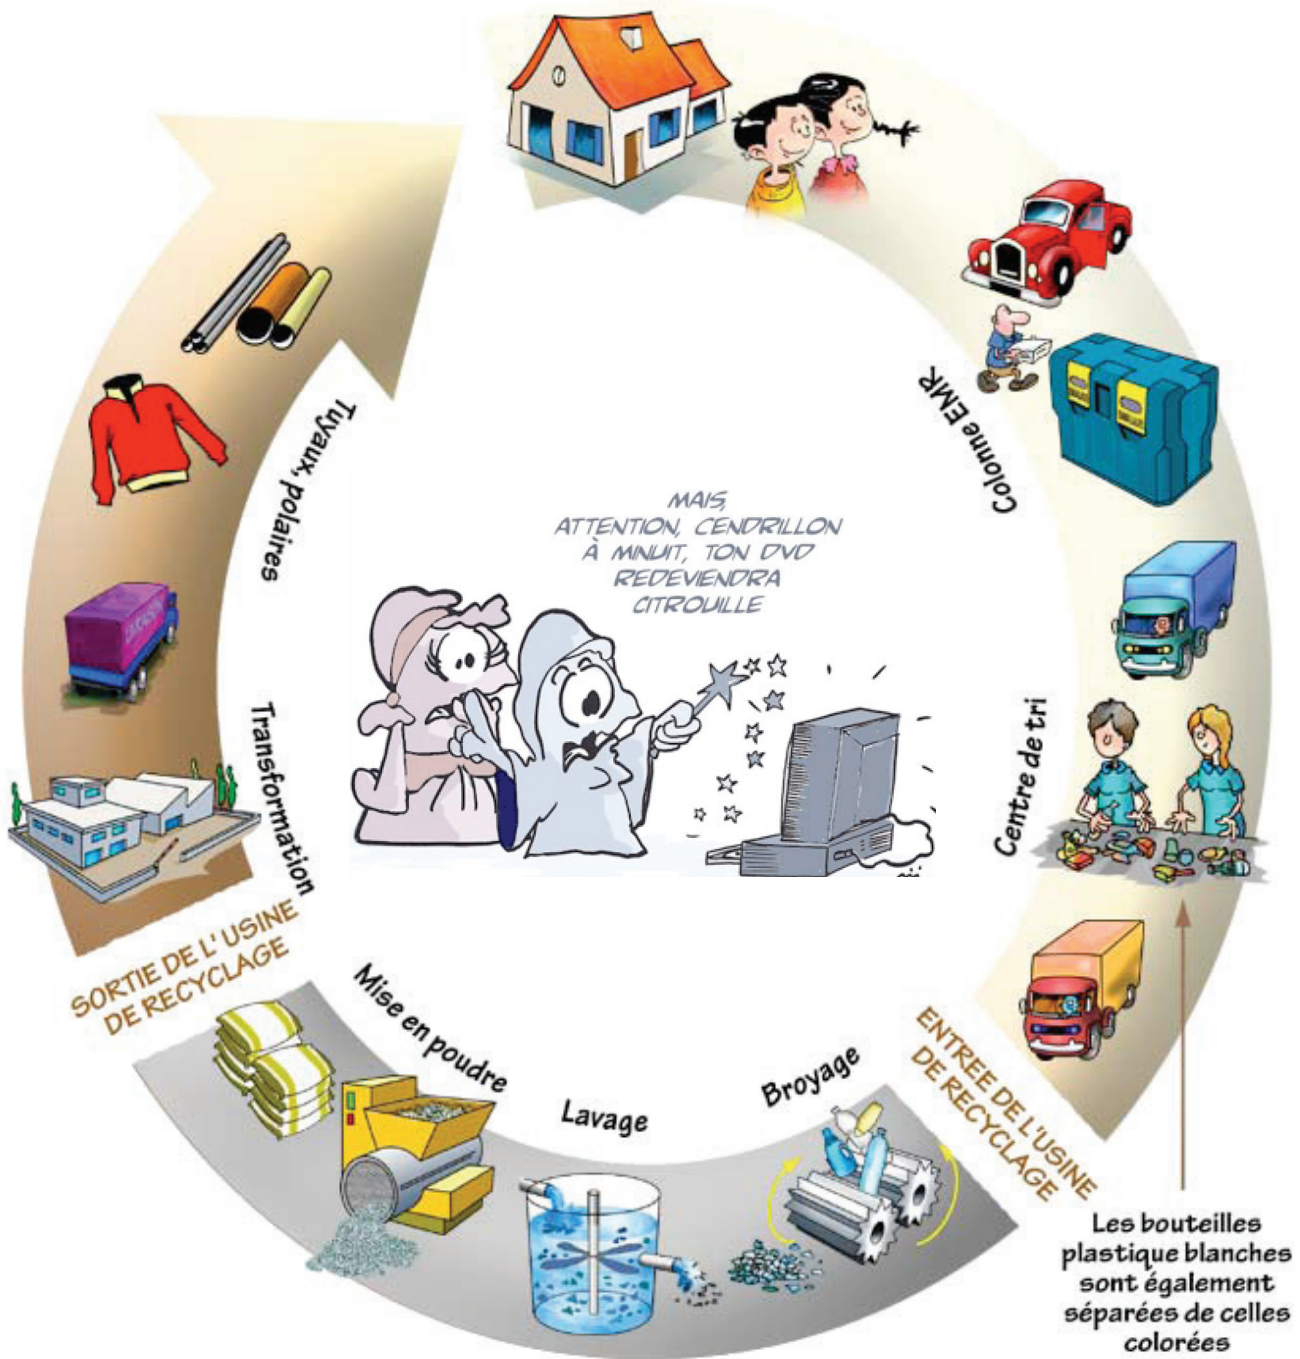 Colonne EMR
MAIS,
ATTENTION, CENDRILLON
À MINUIT, TON DVD
REDEVIENDRA
CITROUILLE
Centre de tri
Les bouteilles
plastique blanches
sont également
séparées de celles
colorées
ENTREE DE L'USINE
DE RECYCLAGE
Broyage
Lavage
Mise en poudre
SORTIE DE L'USINE
DE RECYCLAGE
Transformation
Tuyaux, polaires